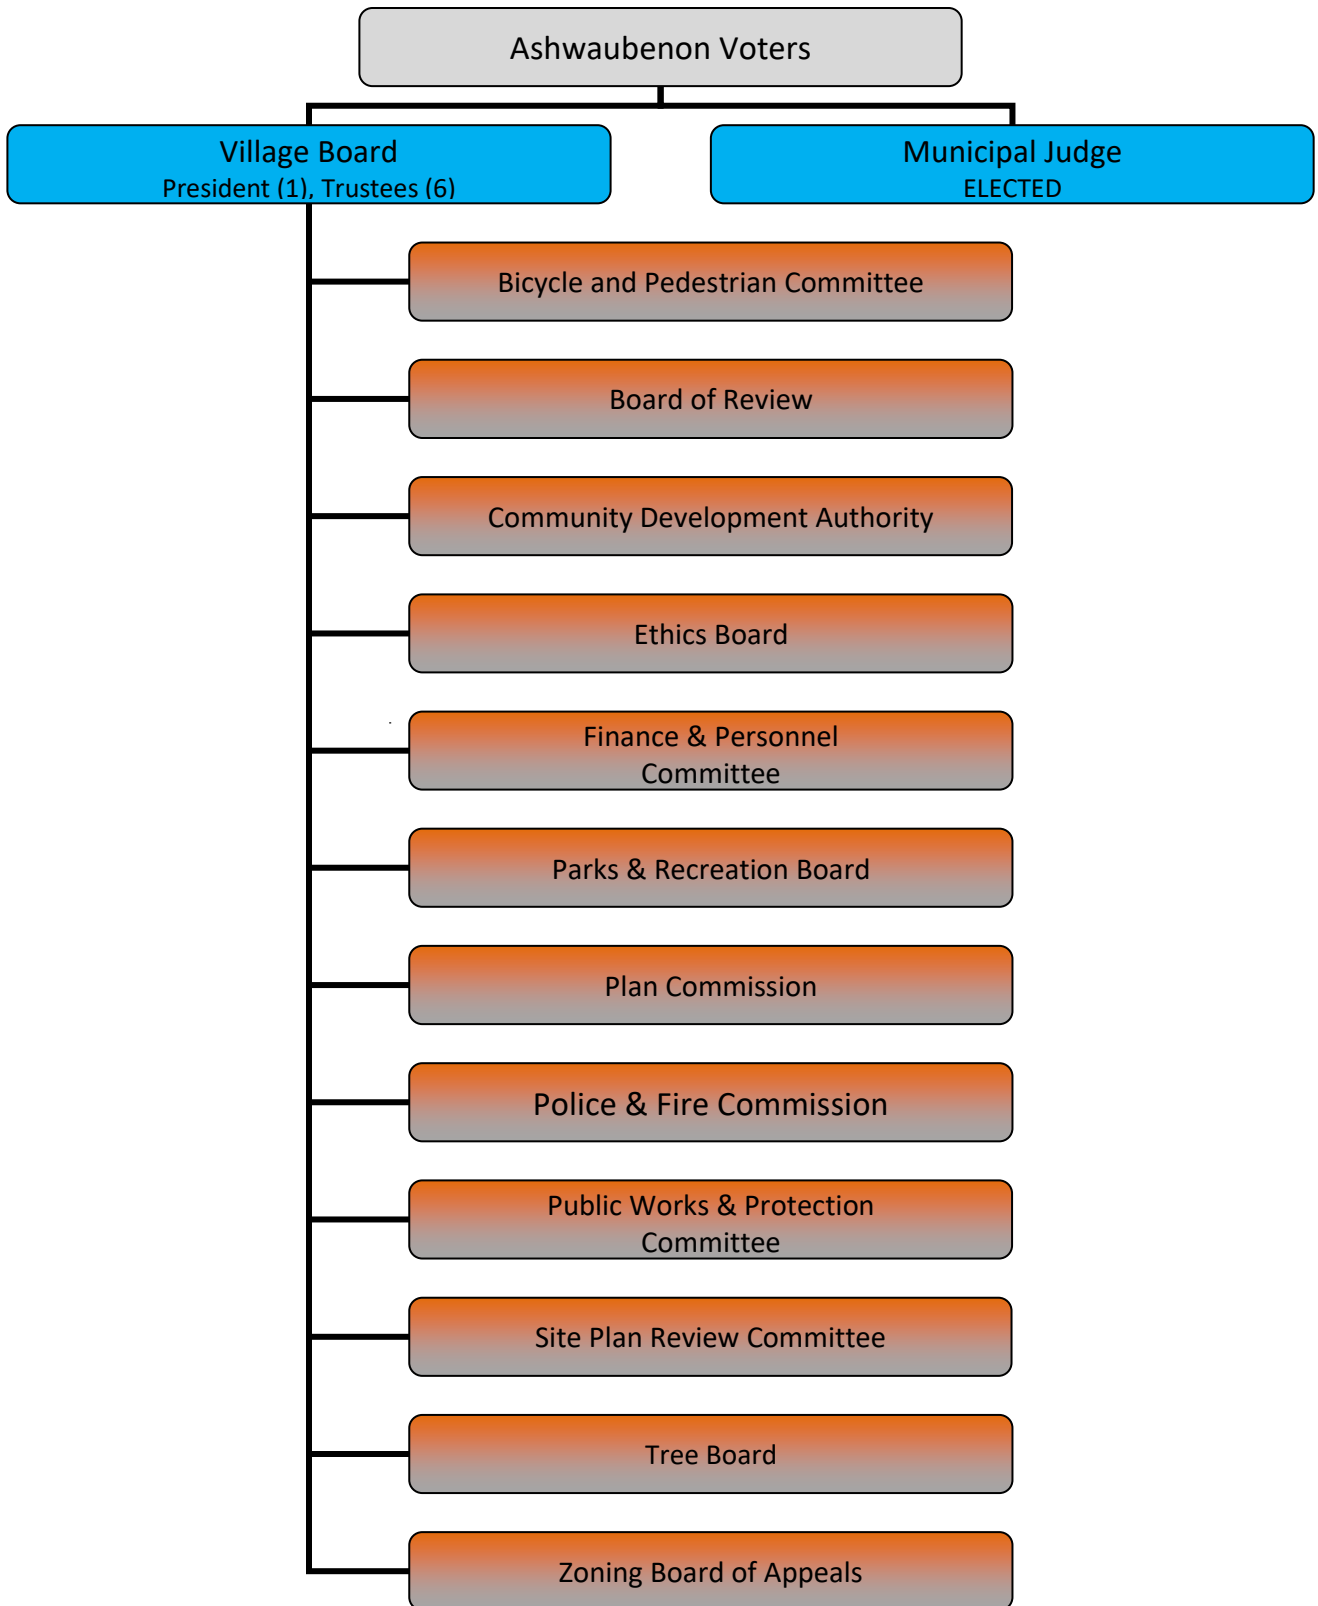 Ashwaubenon Voters
Village Board
President (1), Trustees (6)
Municipal Judge
ELECTED
Bicycle and Pedestrian Committee
Board of Review
Community Development Authority
Ethics Board
Finance & Personnel
Committee
Parks & Recreation Board
Plan Commission
Police & Fire Commission
Public Works & Protection
Committee
Site Plan Review Committee
Tree Board
Zoning Board of Appeals